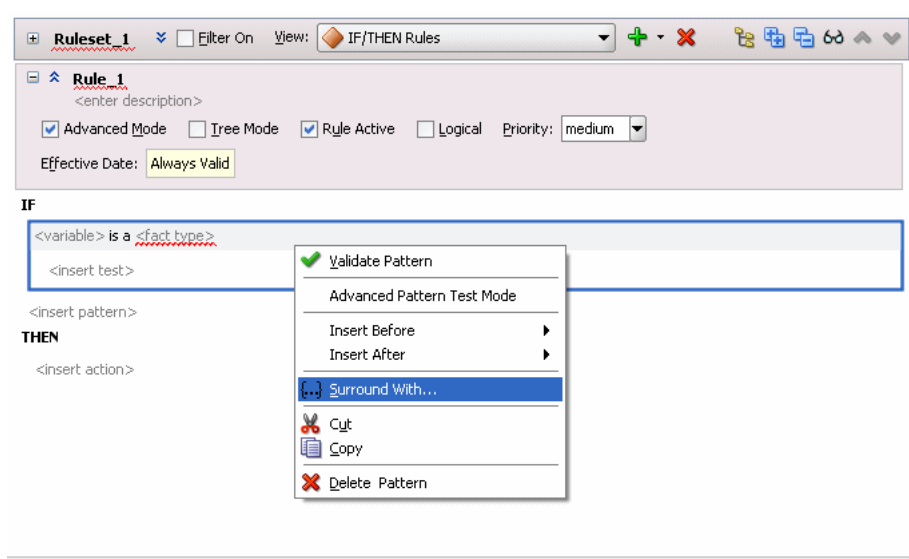 Ruleset_1 Filter On View: IF/THEN Rules
Rule_1
<enter description>
Advanced Mode Tree Mode Rule Active Logical Priority: medium
Effective Date: Always Valid
IF
<variable> is a <fact type>
<insert test>
<insert pattern>
THEN
<insert action>
Validate Pattern
Advanced Pattern Test Mode
Insert Before
Insert After
{...} Surround With...
Cut
Copy
Delete Pattern